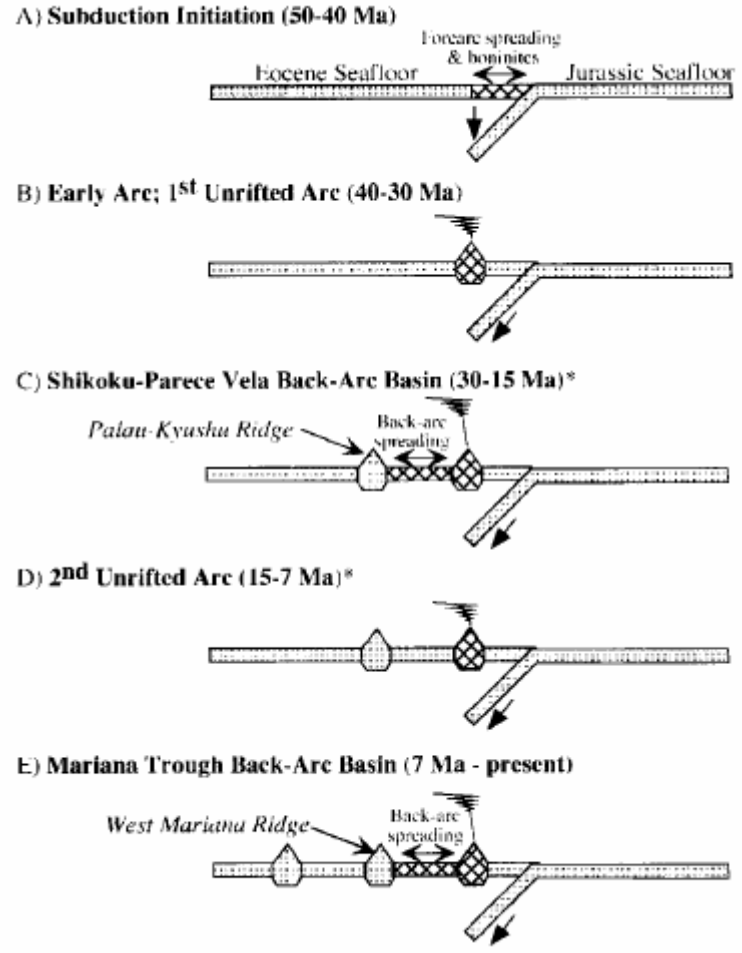 A) Subduction Initiation (50-40 Ma)
Forearc spreading
& boninites
Eocene Seafloor
Jurassic Seafloor
B) Early Arc; 1st Unrifted Arc (40-30 Ma)
C) Shikoku-Parece Vela Back-Arc Basin (30-15 Ma)*
Palau-Kyushu Ridge
Back-arc
spreading
D) 2nd Unrifted Arc (15-7 Ma)*
E) Mariana Trough Back-Arc Basin (7 Ma - present)
West Mariana Ridge
Back-arc
spreading